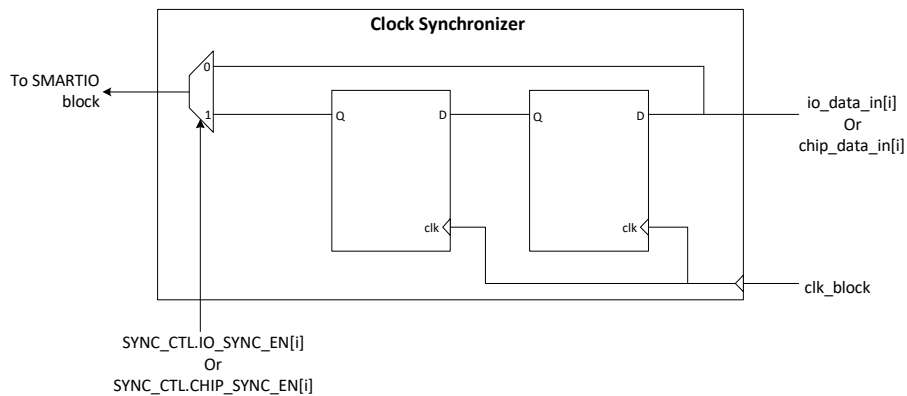 Clock Synchronizer
To SMARTIO
block
0
1
Q
D
Q
D
io_data_in[i]
Or
chip_data_in[i]
clk
clk
clk_block
SYNC_CTL.IO_SYNC_EN[i]
Or
SYNC_CTL.CHIP_SYNC_EN[i]